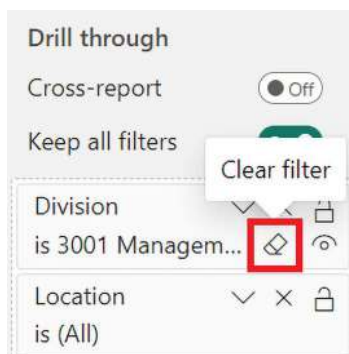 Drill through
Cross-report
Off
Keep all filters
Clear filter
Division
is 3001 Managem...
Location
is (All)